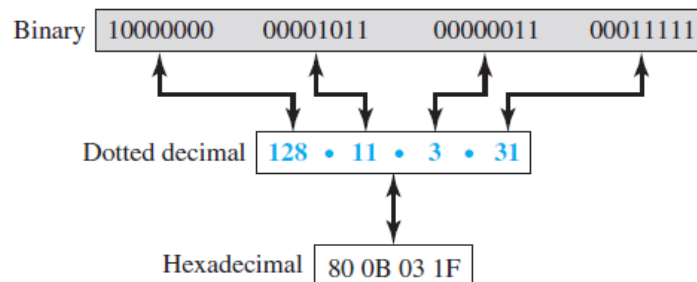 Binary 10000000 00001011 00000011 00011111
Dotted decimal 128 • 11 • 3 • 31
Hexadecimal 80 0B 03 1F